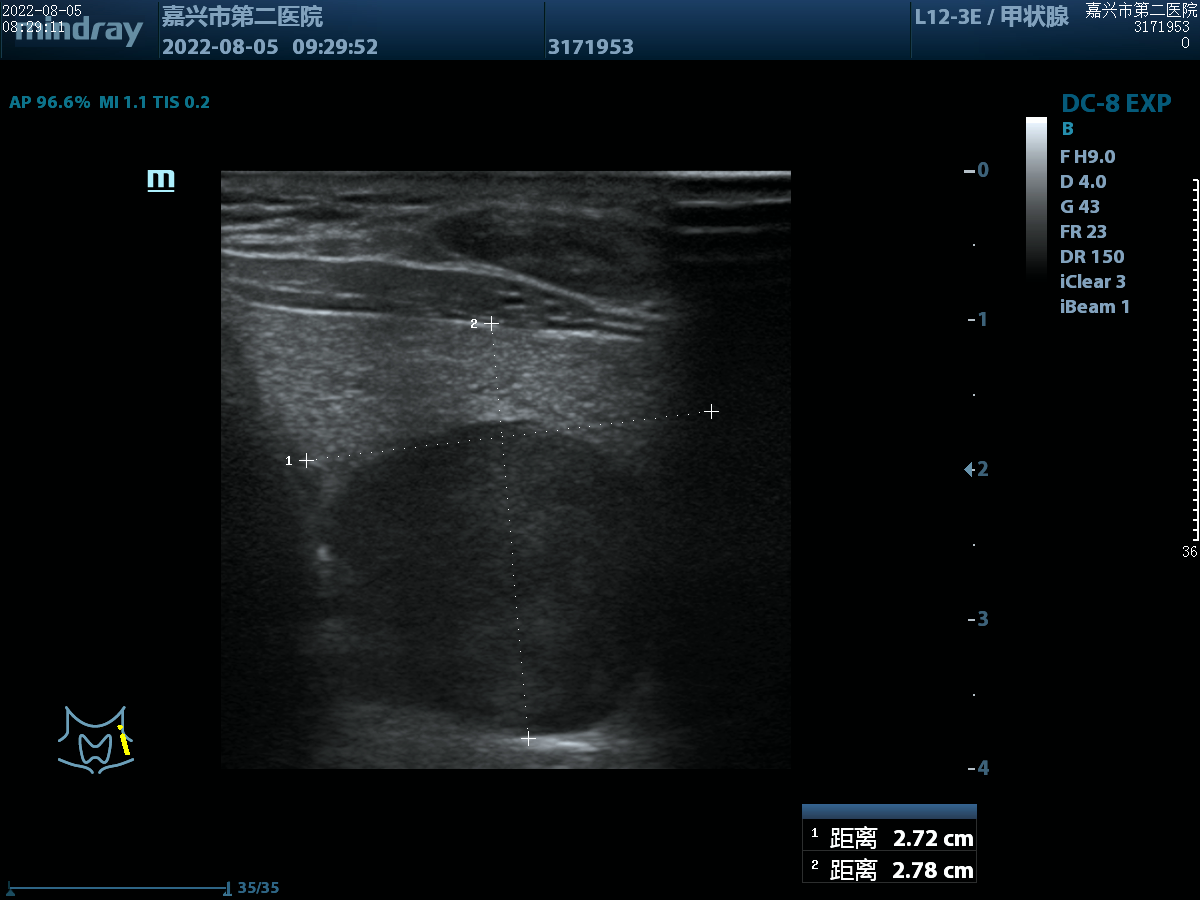 2022-08-05
08:29:11
mindray
嘉兴市第二医院
2022-08-05 09:29:52
3171953
L12-3E / 甲状腺
嘉兴市第二医院
3171953
0
AP 96.6% MI 1.1 TIS 0.2
DC-8 EXP
B
F H9.0
D 4.0
G 43
FR 23
DR 150
iClear 3
iBeam 1
m
0
1
2
3
4
2
1
36
1 距离 2.72 cm
2 距离 2.78 cm
35/35